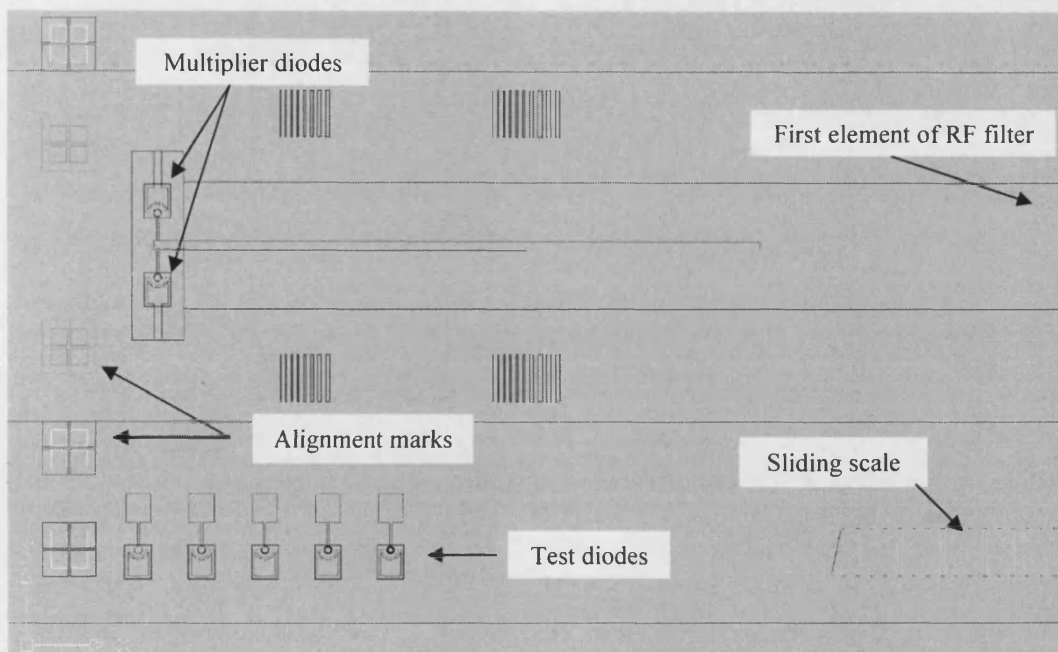 Multiplier diodes
First element of RF filter
Alignment marks
Sliding scale
Test diodes